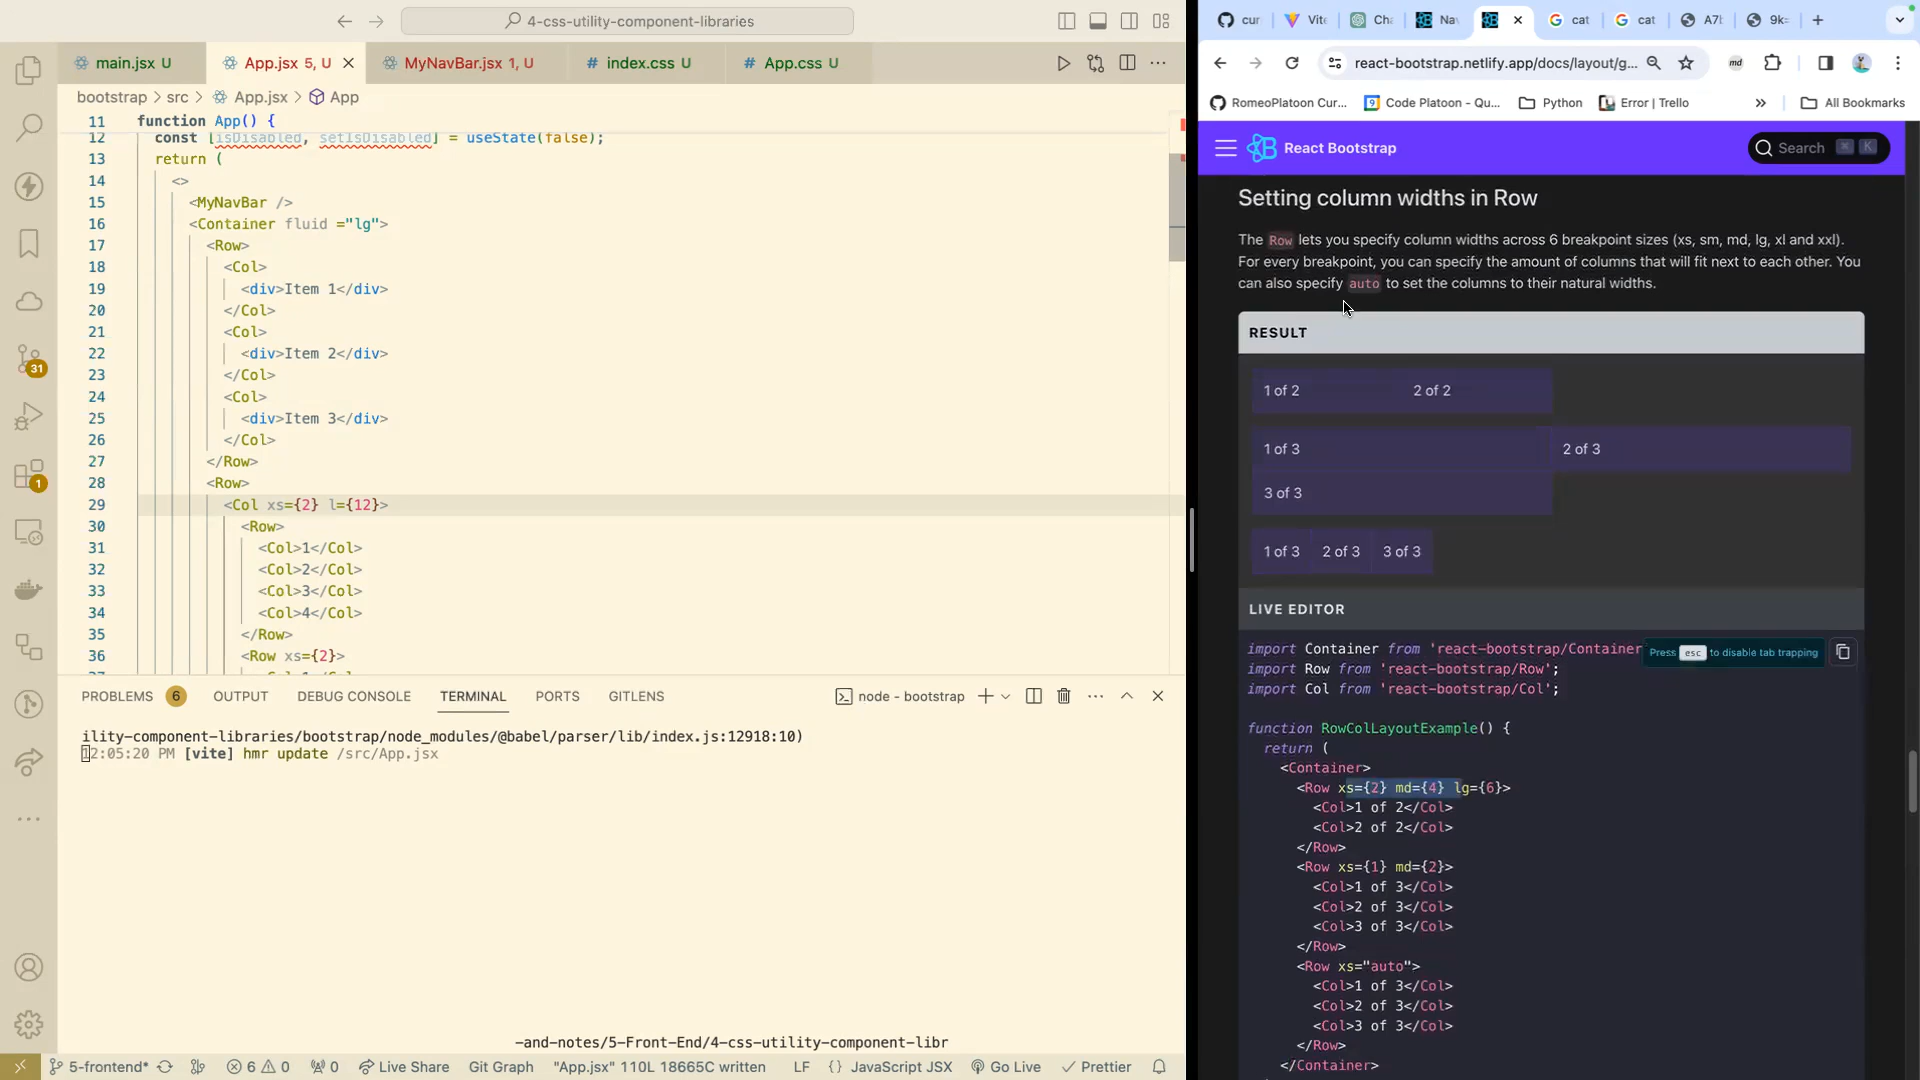 4-css-utility-component-libraries
main.jsx U
App.jsx 5, U
MyNavBar.jsx 1, U
index.css U
App.css U
bootstrap > src > App.jsx > App
11 function App() {
12 const [isDisabled, setIsDisabled] = useState(false);
13 return (
14 <>
15 <MyNavBar />
16 <Container fluid ="lg">
17 <Row>
18 <Col>
19 <div>Item 1</div>
20 </Col>
21 <Col>
22 <div>Item 2</div>
23 </Col>
24 <Col>
25 <div>Item 3</div>
26 </Col>
27 </Row>
28 <Row>
29 <Col xs={2} l={12}>
30 <Row>
31 <Col>1</Col>
32 <Col>2</Col>
33 <Col>3</Col>
34 <Col>4</Col>
35 </Row>
36 <Row xs={2}>
31
1
PROBLEMS 6 OUTPUT DEBUG CONSOLE TERMINAL PORTS GITLENS
node - bootstrap
ility-component-libraries/bootstrap/node_modules/@babel/parser/lib/index.js:12918:10)
12:05:20 PM [vite] hmr update /src/App.jsx
-and-notes/5-Front-End/4-css-utility-component-libr
5-frontend* 6 0 0 Live Share Git Graph "App.jsx" 110L 18665C written LF {} JavaScript JSX Go Live Prettier
cur Vite Cha Nav cat cat A7 9k
react-bootstrap.netlify.app/docs/layout/g...
md
RomeoPlatoon Cur... Code Platoon - Qu... Python Error | Trello » All Bookmarks
React Bootstrap
Search ⌘ K
Setting column widths in Row
The Row lets you specify column widths across 6 breakpoint sizes (xs, sm, md, lg, xl and xxl).
For every breakpoint, you can specify the amount of columns that will fit next to each other. You
can also specify auto to set the columns to their natural widths.
RESULT
1 of 2 2 of 2
1 of 3 2 of 3
3 of 3
1 of 3 2 of 3 3 of 3
LIVE EDITOR
import Container from 'react-bootstrap/Container
Press esc to disable tab trapping
import Row from 'react-bootstrap/Row';
import Col from 'react-bootstrap/Col';
function RowColLayoutExample() {
return (
<Container>
<Row xs={2} md={4} lg={6}>
<Col>1 of 2</Col>
<Col>2 of 2</Col>
</Row>
<Row xs={1} md={2}>
<Col>1 of 3</Col>
<Col>2 of 3</Col>
<Col>3 of 3</Col>
</Row>
<Row xs="auto">
<Col>1 of 3</Col>
<Col>2 of 3</Col>
<Col>3 of 3</Col>
</Row>
</Container>